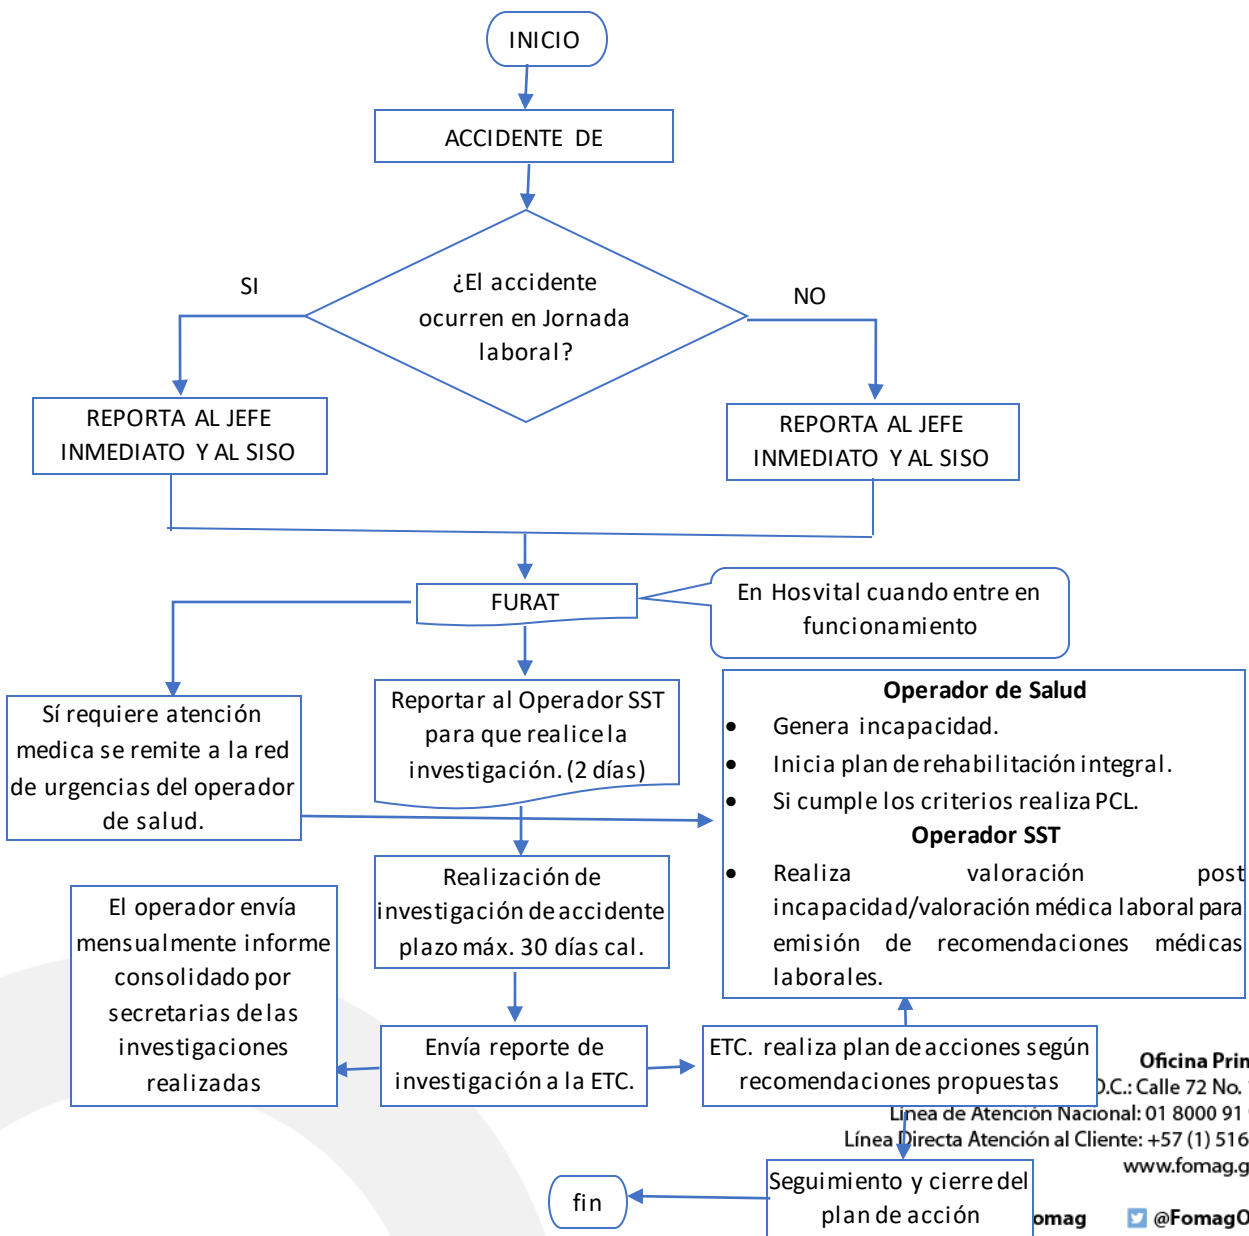 INICIO
ACCIDENTE DE
¿El accidente
ocurren en Jornada
laboral?
SI
NO
REPORTA AL JEFE
INMEDIATO Y AL SISO
REPORTA AL JEFE
INMEDIATO Y AL SISO
FURAT
En Hosvital cuando entre en
funcionamiento
Sí requiere atención
medica se remite a la red
de urgencias del operador
de salud.
Reportar al Operador SST
para que realice la
investigación. (2 días)
Operador de Salud
• Genera incapacidad.
• Inicia plan de rehabilitación integral.
• Si cumple los criterios realiza PCL.
Operador SST
• Realiza valoración post
incapacidad/valoración médica laboral para
emisión de recomendaciones médicas
laborales.
Realización de
investigación de accidente
plazo máx. 30 días cal.
El operador envía
mensualmente informe
consolidado por
secretarias de las
investigaciones
realizadas
Envía reporte de
investigación a la ETC.
ETC. realiza plan de acciones según
recomendaciones propuestas
Seguimiento y cierre del
plan de acción
fin
Oficina Prin
D.C.: Calle 72 No.
Línea de Atención Nacional: 01 8000 91
Línea Directa Atención al Cliente: +57 (1) 516
www.fomag.g
omag
@FomagO